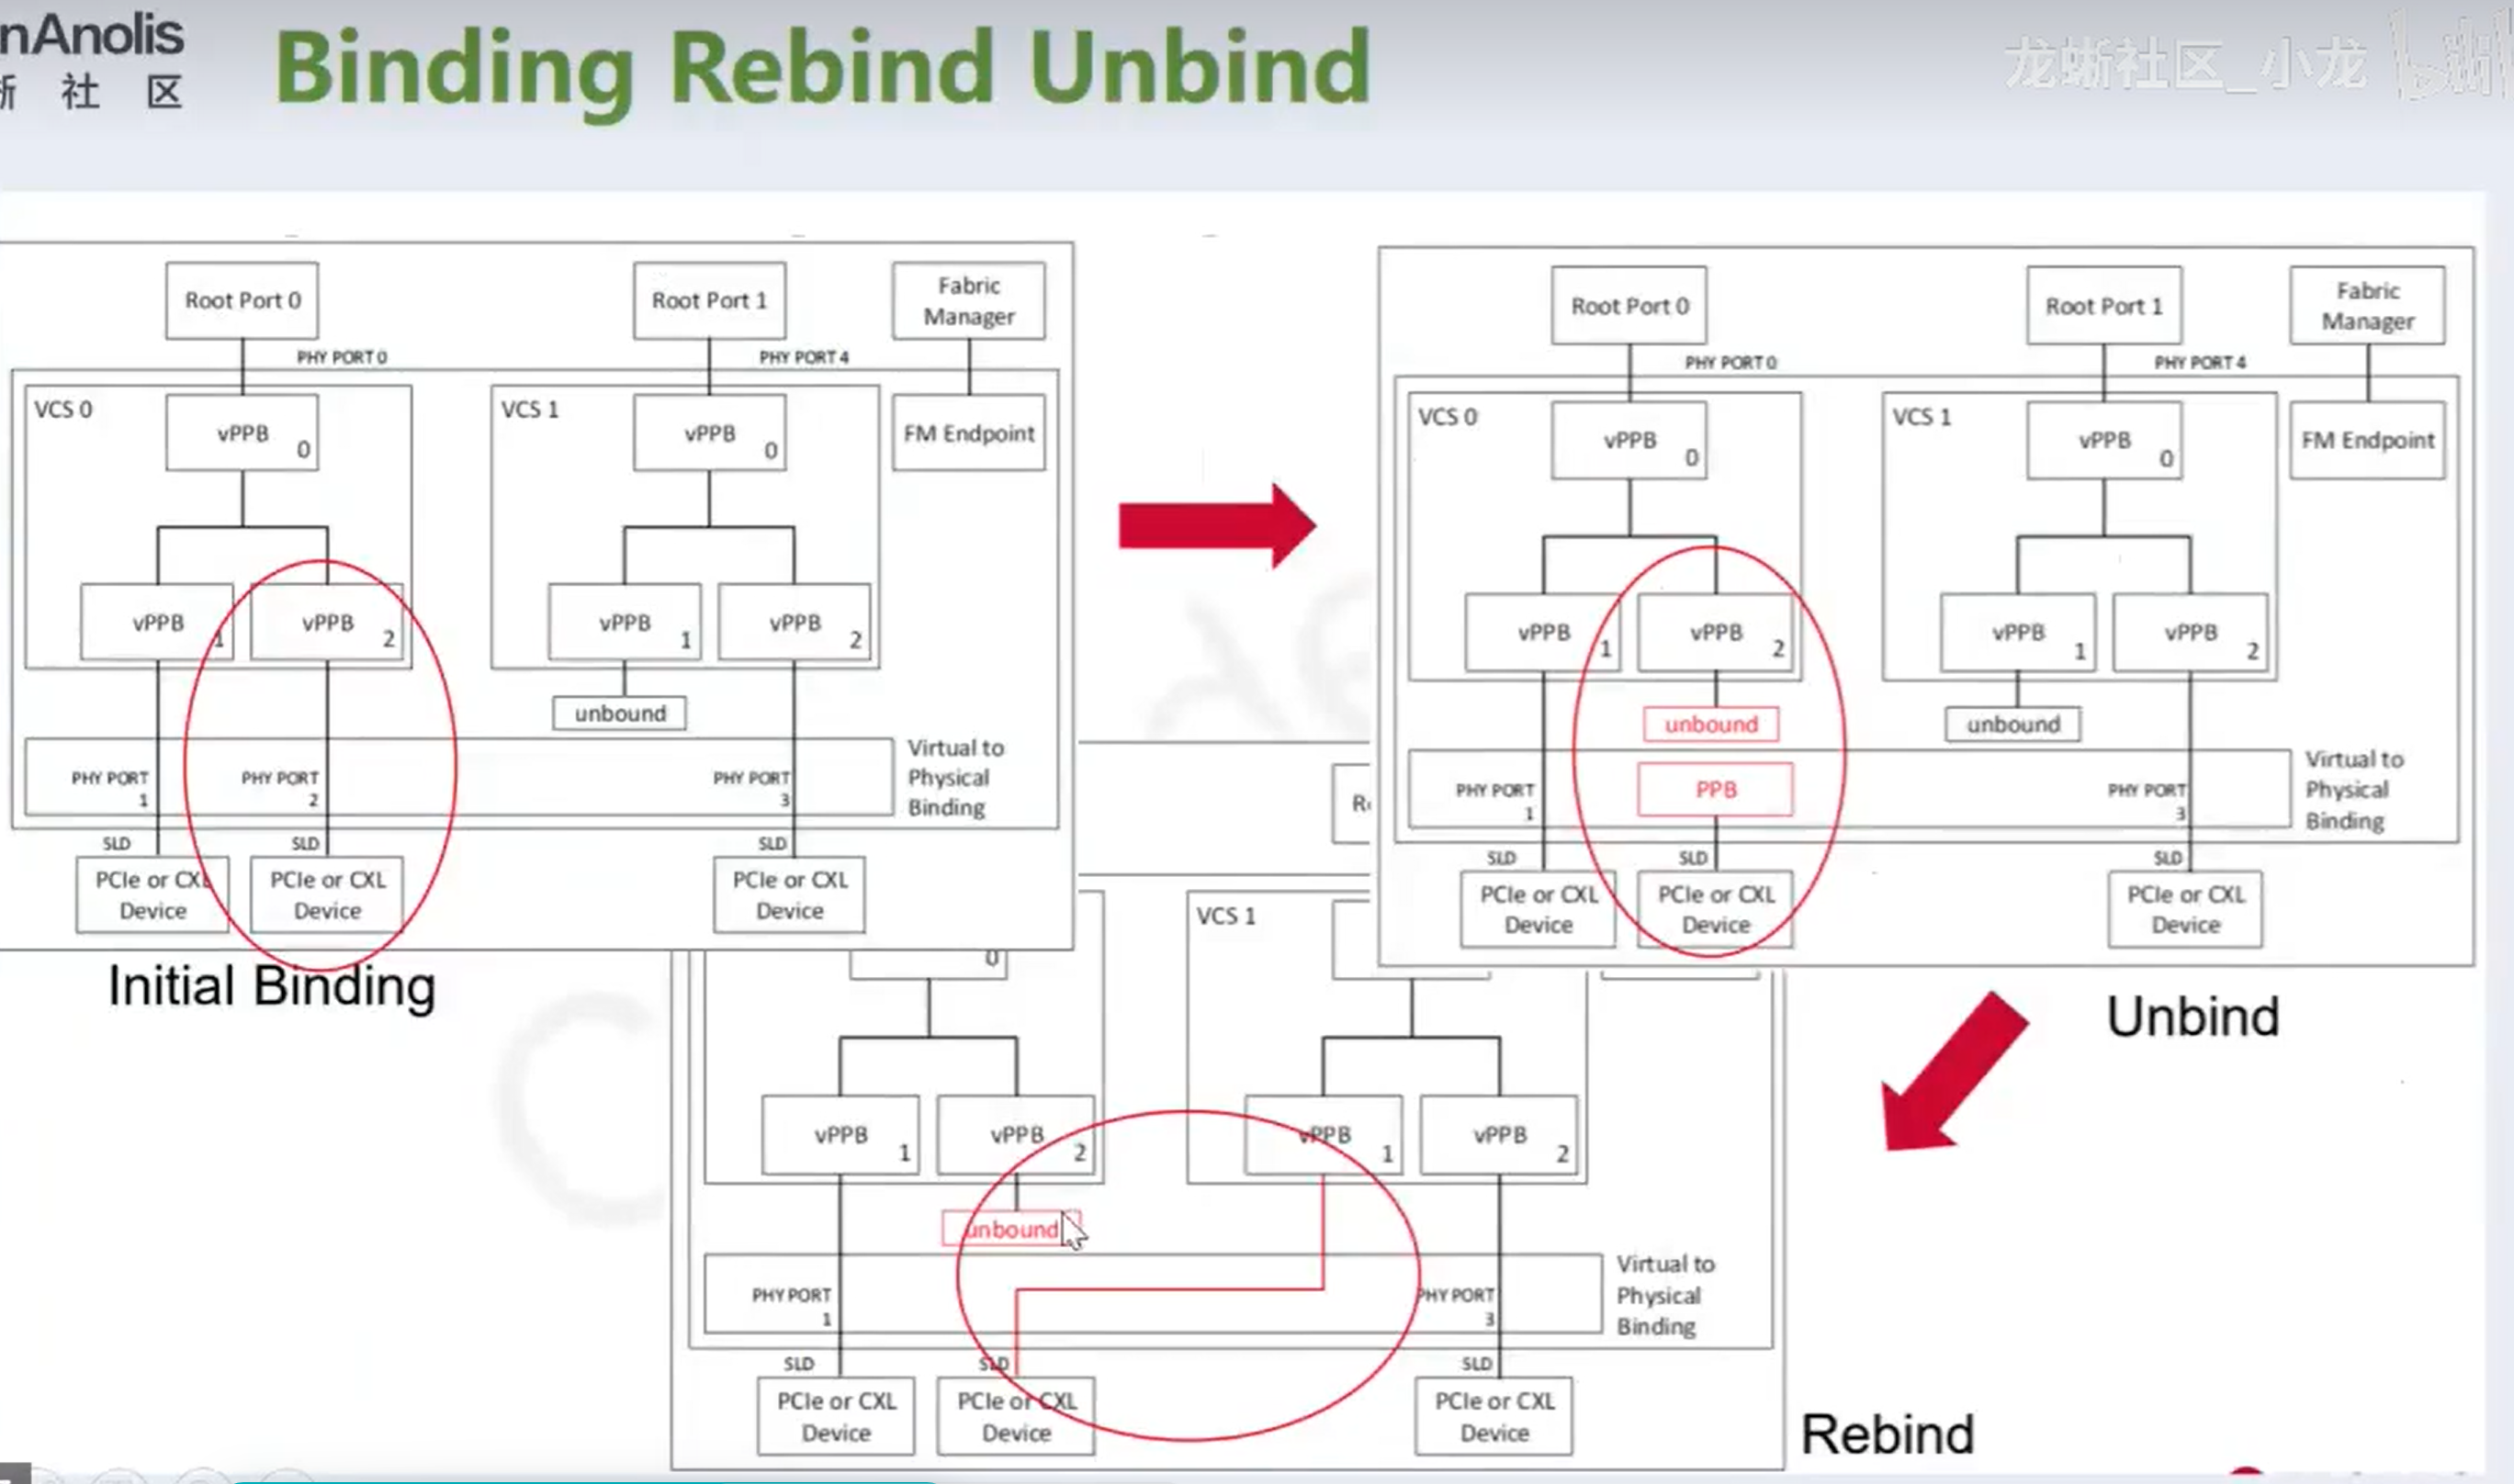 nAnolis
社 区
Binding Rebind Unbind
龙蜥社区_小龙
Root Port 0
Root Port 1
Fabric
Manager
PHY PORT 0
PHY PORT 4
VCS 0
vPPB
0
VCS 1
vPPB
0
FM Endpoint
vPPB
1
vPPB
2
vPPB
1
vPPB
2
unbound
PHY PORT
1
PHY PORT
2
PHY PORT
3
Virtual to
Physical
Binding
SLD
SLD
SLD
PCIe or CXL
Device
PCIe or CXL
Device
PCIe or CXL
Device
Initial Binding
Root Port 0
Root Port 1
Fabric
Manager
PHY PORT 0
PHY PORT 4
VCS 0
vPPB
0
VCS 1
vPPB
0
FM Endpoint
vPPB
1
vPPB
2
vPPB
1
vPPB
2
unbound
unbound
PHY PORT
1
PPB
PHY PORT
3
Virtual to
Physical
Binding
SLD
SLD
SLD
PCIe or CXL
Device
PCIe or CXL
Device
PCIe or CXL
Device
Unbind
VCS 1
0
vPPB
1
vPPB
2
vPPB
1
vPPB
2
unbound
PHY PORT
1
PHY PORT
3
Virtual to
Physical
Binding
SLD
SLD
SLD
PCIe or CXL
Device
PCIe or CXL
Device
PCIe or CXL
Device
Rebind